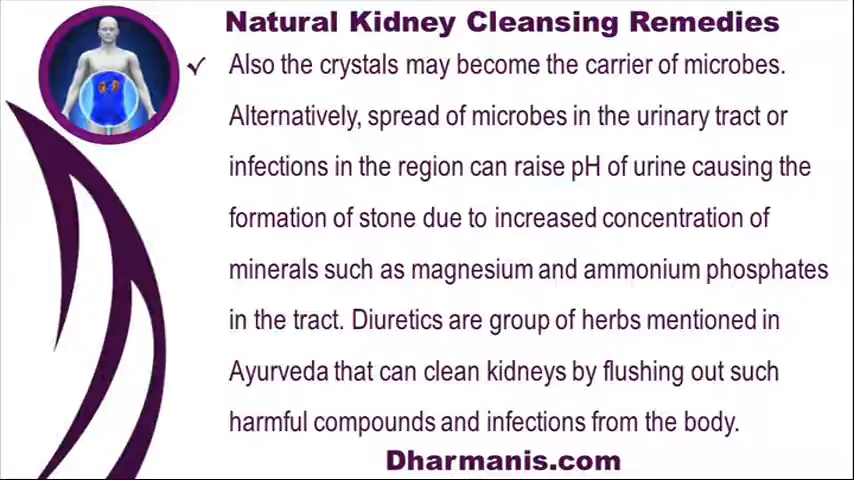 Natural Kidney Cleansing Remedies
✓ Also the crystals may become the carrier of microbes.
Alternatively, spread of microbes in the urinary tract or
infections in the region can raise pH of urine causing the
formation of stone due to increased concentration of
minerals such as magnesium and ammonium phosphates
in the tract. Diuretics are group of herbs mentioned in
Ayurveda that can clean kidneys by flushing out such
harmful compounds and infections from the body.
Dharmanis.com